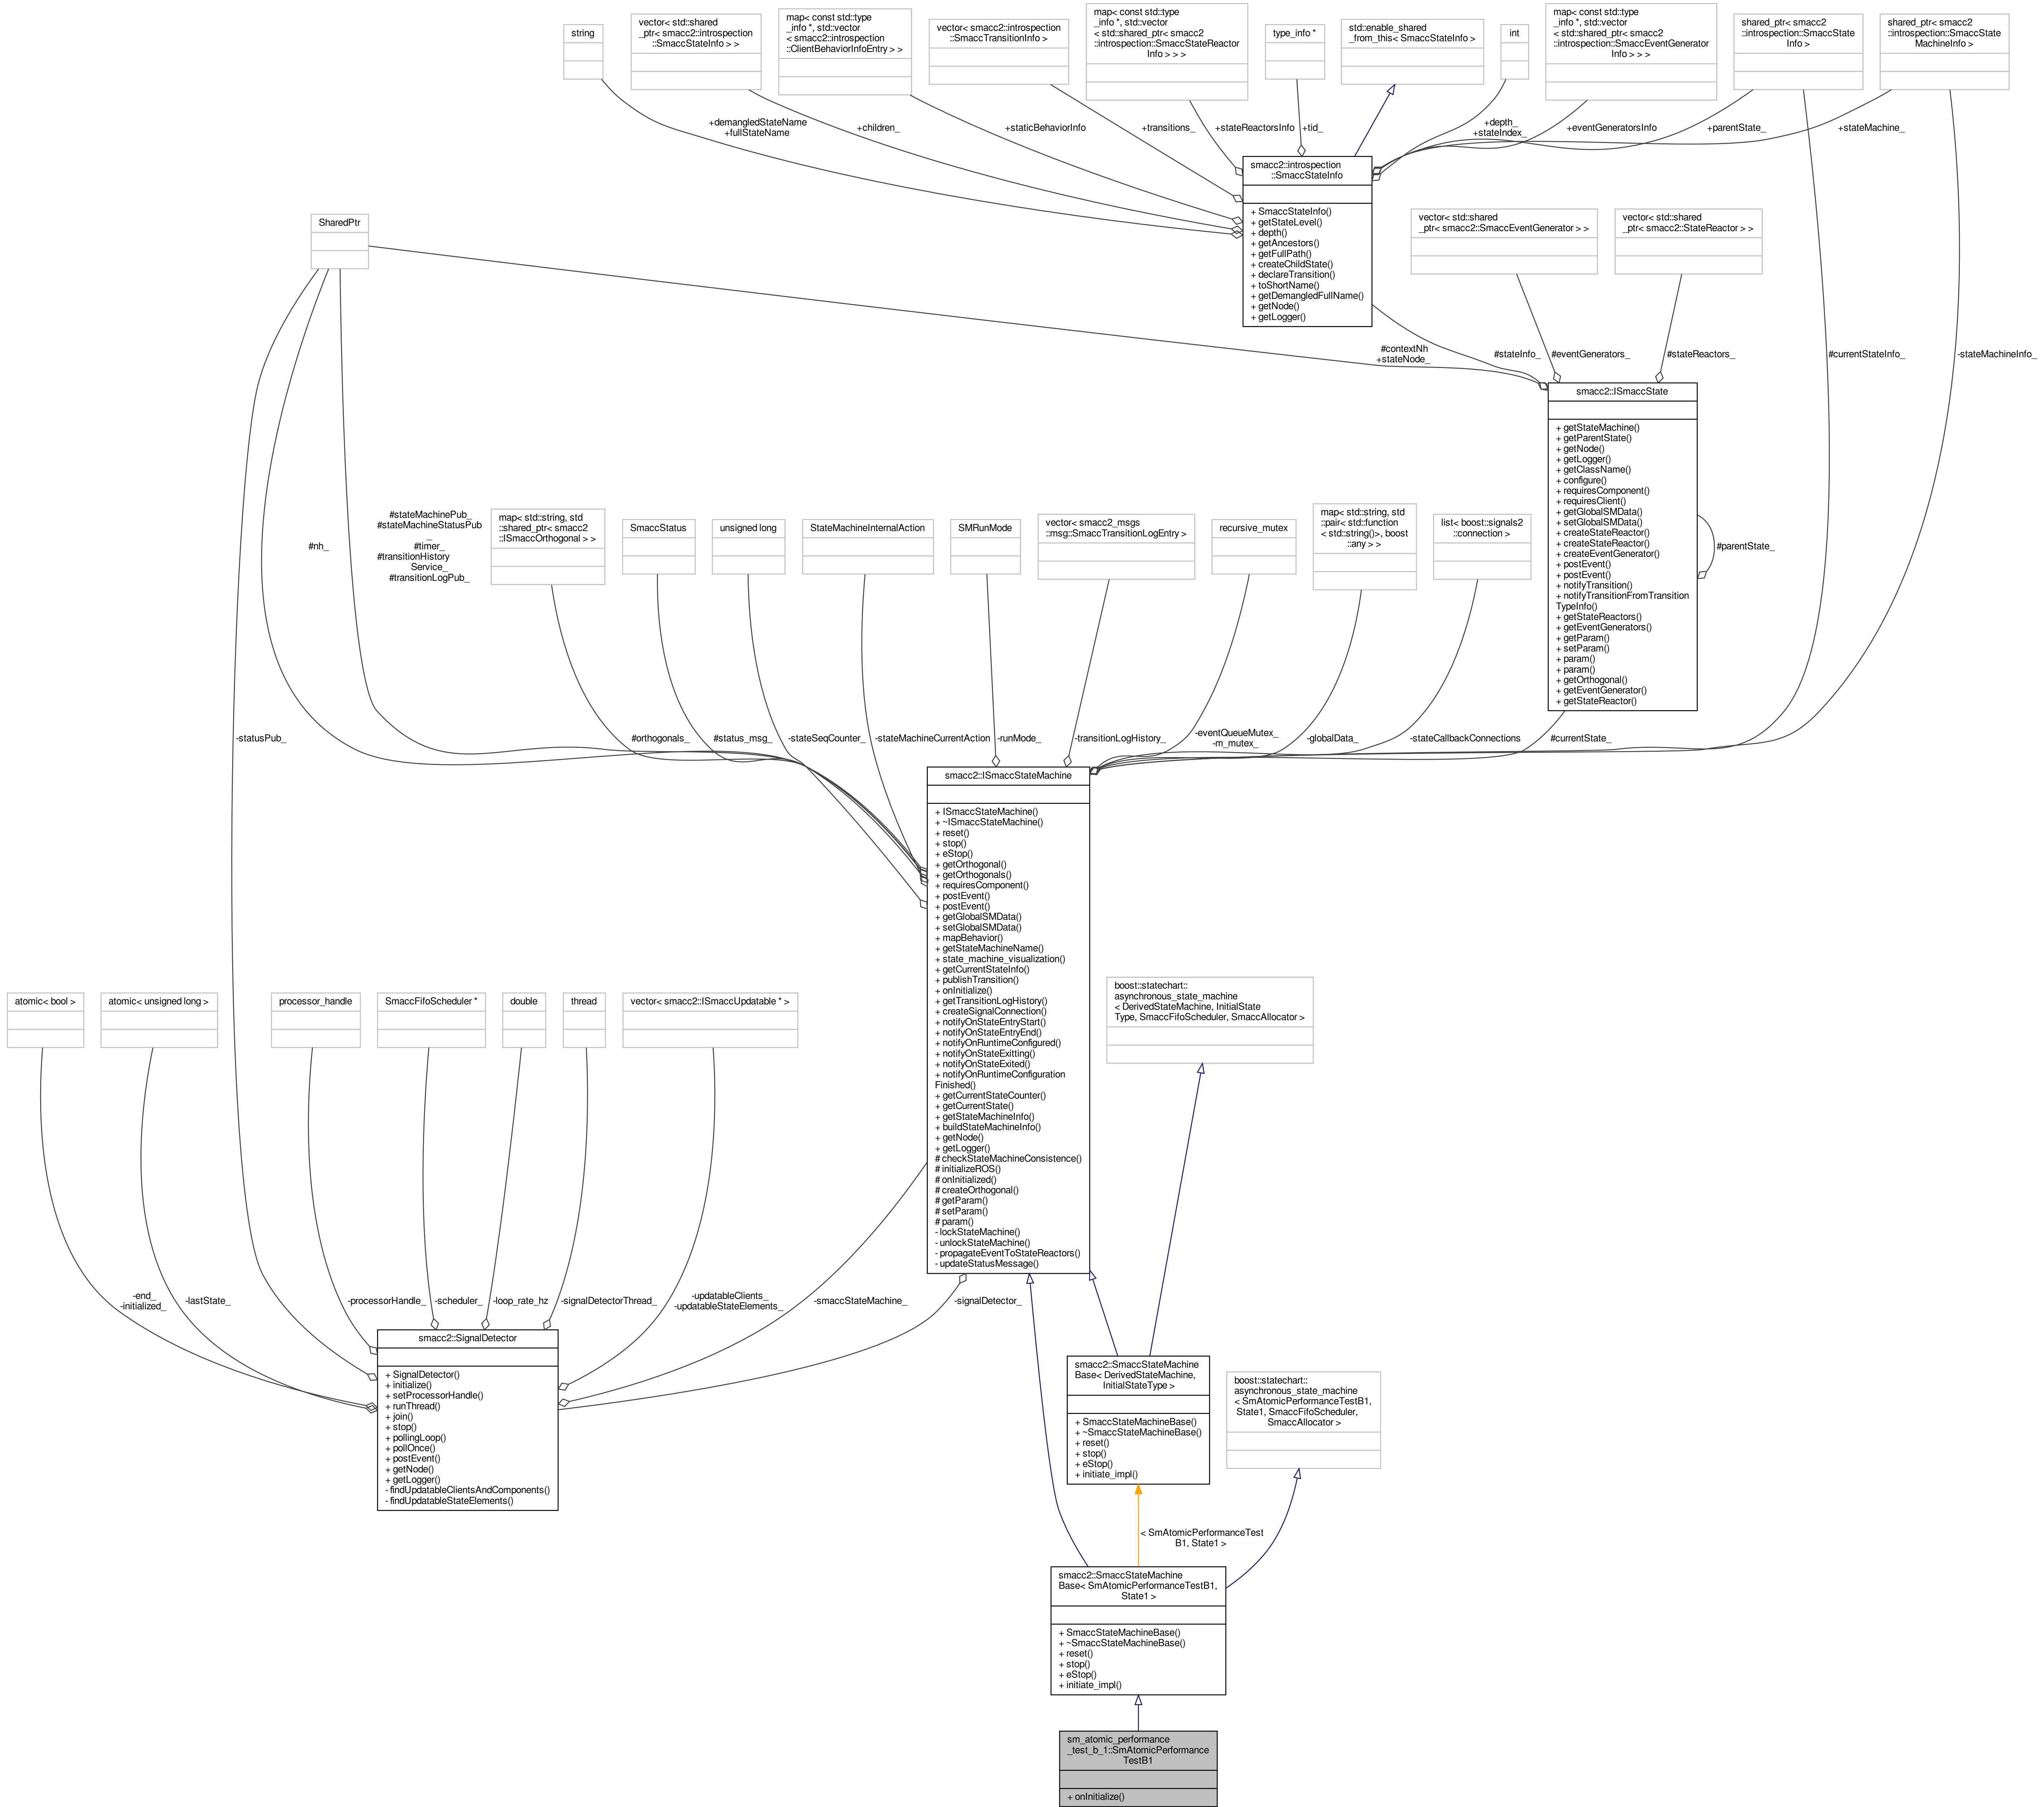 string
vector< std::shared
_ptr< smacc2::introspection
::SmaccStateInfo > >
map< const std::type
_info *, std::vector
< smacc2::introspection
::ClientBehaviorInfoEntry > >
vector< smacc2::introspection
::SmaccTransitionInfo >
map< const std::type
_info *, std::vector
< std::shared_ptr< smacc2
::introspection::SmaccStateReactor
Info > > >
type_info *
std::enable_shared
_from_this< SmaccStateInfo >
int
map< const std::type
_info *, std::vector
< std::shared_ptr< smacc2
::introspection::SmaccEventGenerator
Info > > >
shared_ptr< smacc2
::introspection::SmaccState
Info >
shared_ptr< smacc2
::introspection::SmaccState
MachineInfo >
+demangledStateName
+fullStateName
+children_
+staticBehaviorInfo
+transitions_
+stateReactorsInfo
+tid_
+depth_
+stateIndex_
+eventGeneratorsInfo
+parentState_
+stateMachine_
smacc2::introspection
::SmaccStateInfo
+ SmaccStateInfo()
+ getStateLevel()
+ depth()
+ getAncestors()
+ getFullPath()
+ createChildState()
+ declareTransition()
+ toShortName()
+ getDemangledFullName()
+ getNode()
+ getLogger()
SharedPtr
vector< std::shared
_ptr< smacc2::SmaccEventGenerator > >
vector< std::shared
_ptr< smacc2::StateReactor > >
#contextNh
+stateNode_
#stateInfo_
#eventGenerators_
#stateReactors_
#currentStateInfo_
-stateMachineInfo_
smacc2::ISmaccState
+ getStateMachine()
+ getParentState()
+ getNode()
+ getLogger()
+ getClassName()
+ configure()
+ requiresComponent()
+ requiresClient()
+ getGlobalSMData()
+ setGlobalSMData()
+ createStateReactor()
+ createStateReactor()
+ createEventGenerator()
+ postEvent()
+ postEvent()
+ notifyTransition()
+ notifyTransitionFromTransition
TypeInfo()
+ getStateReactors()
+ getEventGenerators()
+ getParam()
+ setParam()
+ param()
+ param()
+ getOrthogonal()
+ getEventGenerator()
+ getStateReactor()
#parentState_
#nh_
#stateMachinePub_
#stateMachineStatusPub
_
#timer_
#transitionHistory
Service_
#transitionLogPub_
map< std::string, std
::shared_ptr< smacc2
::ISmaccOrthogonal > >
SmaccStatus
unsigned long
StateMachineInternalAction
SMRunMode
vector< smacc2_msgs
::msg::SmaccTransitionLogEntry >
recursive_mutex
map< std::string, std
::pair< std::function
< std::string()>, boost
::any > >
list< boost::signals2
::connection >
-statusPub_
#orthogonals_
#status_msg_
-stateSeqCounter_
-stateMachineCurrentAction
-runMode_
-transitionLogHistory_
-eventQueueMutex_
-m_mutex_
-globalData_
-stateCallbackConnections
#currentState_
smacc2::ISmaccStateMachine
+ ISmaccStateMachine()
+ ~ISmaccStateMachine()
+ reset()
+ stop()
+ eStop()
+ getOrthogonal()
+ getOrthogonals()
+ requiresComponent()
+ postEvent()
+ postEvent()
+ getGlobalSMData()
+ setGlobalSMData()
+ mapBehavior()
+ getStateMachineName()
+ state_machine_visualization()
+ getCurrentStateInfo()
+ publishTransition()
+ onInitialize()
+ getTransitionLogHistory()
+ createSignalConnection()
+ notifyOnStateEntryStart()
+ notifyOnStateEntryEnd()
+ notifyOnRuntimeConfigured()
+ notifyOnStateExitting()
+ notifyOnStateExited()
+ notifyOnRuntimeConfiguration
Finished()
+ getCurrentStateCounter()
+ getCurrentState()
+ getStateMachineInfo()
+ buildStateMachineInfo()
+ getNode()
+ getLogger()
# checkStateMachineConsistence()
# initializeROS()
# onInitialized()
# createOrthogonal()
# getParam()
# setParam()
# param()
- lockStateMachine()
- unlockStateMachine()
- propagateEventToStateReactors()
- updateStatusMessage()
atomic< bool >
atomic< unsigned long >
processor_handle
SmaccFifoScheduler *
double
thread
vector< smacc2::ISmaccUpdatable * >
boost::statechart::
asynchronous_state_machine
< DerivedStateMachine, InitialState
Type, SmaccFifoScheduler, SmaccAllocator >
-end_
-initialized_
-lastState_
-processorHandle_
-scheduler_
-loop_rate_hz
-signalDetectorThread_
-updatableClients_
-updatableStateElements_
-smaccStateMachine_
-signalDetector_
smacc2::SignalDetector
+ SignalDetector()
+ initialize()
+ setProcessorHandle()
+ runThread()
+ join()
+ stop()
+ pollingLoop()
+ pollOnce()
+ postEvent()
+ getNode()
+ getLogger()
- findUpdatableClientsAndComponents()
- findUpdatableStateElements()
smacc2::SmaccStateMachine
Base< DerivedStateMachine,
InitialStateType >
+ SmaccStateMachineBase()
+ ~SmaccStateMachineBase()
+ reset()
+ stop()
+ eStop()
+ initiate_impl()
boost::statechart::
asynchronous_state_machine
< SmAtomicPerformanceTestB1,
State1, SmaccFifoScheduler,
SmaccAllocator >
< SmAtomicPerformanceTest
B1, State1 >
smacc2::SmaccStateMachine
Base< SmAtomicPerformanceTestB1,
State1 >
+ SmaccStateMachineBase()
+ ~SmaccStateMachineBase()
+ reset()
+ stop()
+ eStop()
+ initiate_impl()
sm_atomic_performance
_test_b_1::SmAtomicPerformance
TestB1
+ onInitialize()